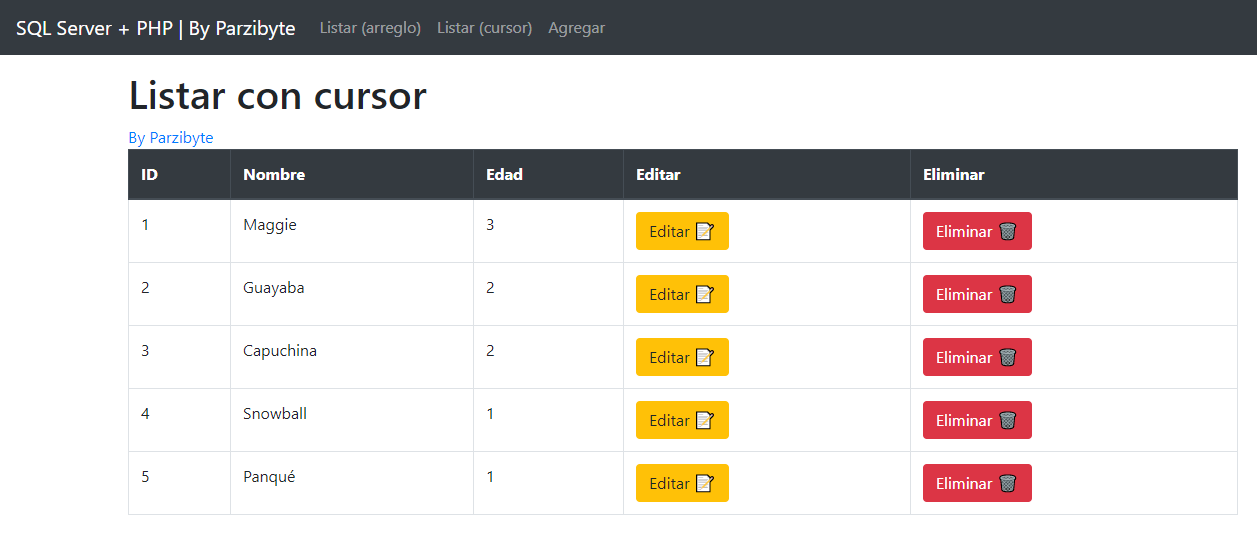 SQL Server + PHP | By Parzibyte Listar (arreglo) Listar (cursor) Agregar
Listar con cursor
By Parzibyte
ID Nombre Edad Editar Eliminar
1 Maggie 3 Editar Eliminar
2 Guayaba 2 Editar Eliminar
3 Capuchina 2 Editar Eliminar
4 Snowball 1 Editar Eliminar
5 Panqué 1 Editar Eliminar